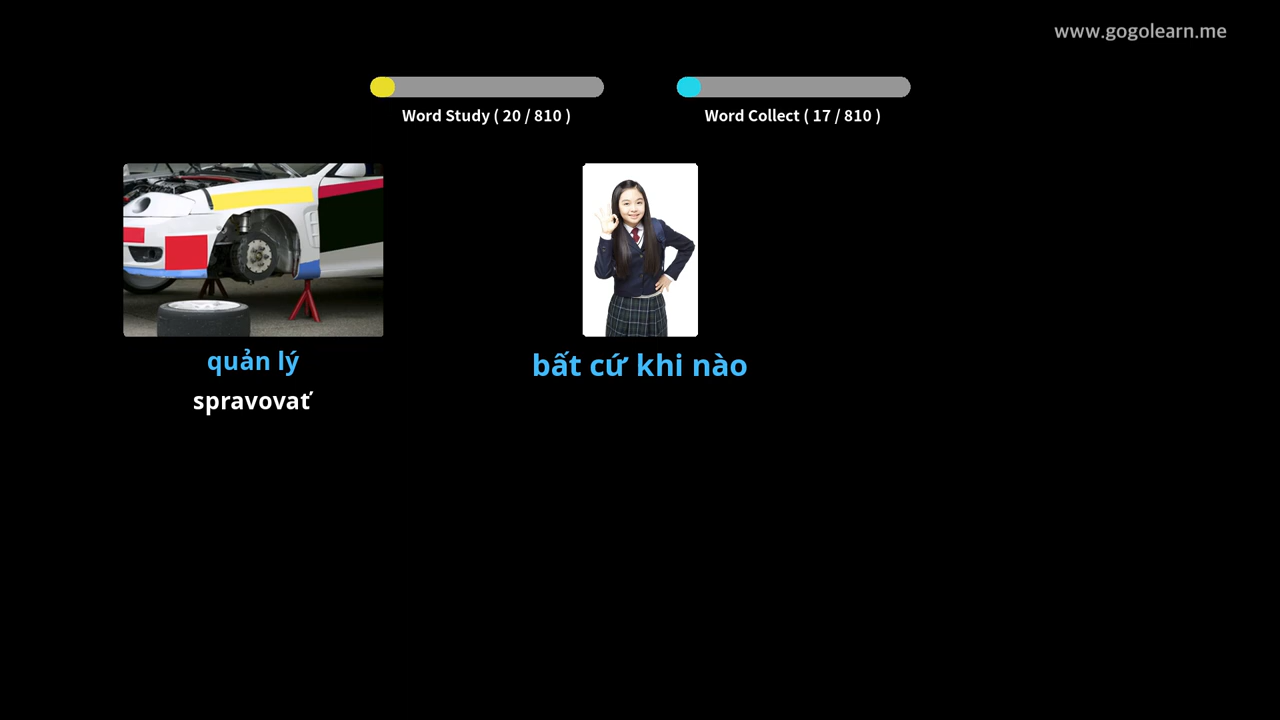 www.gogolearn.me
Word Study ( 20 / 810 )
Word Collect ( 17 / 810 )
quản lý
spravovať
bất cứ khi nào